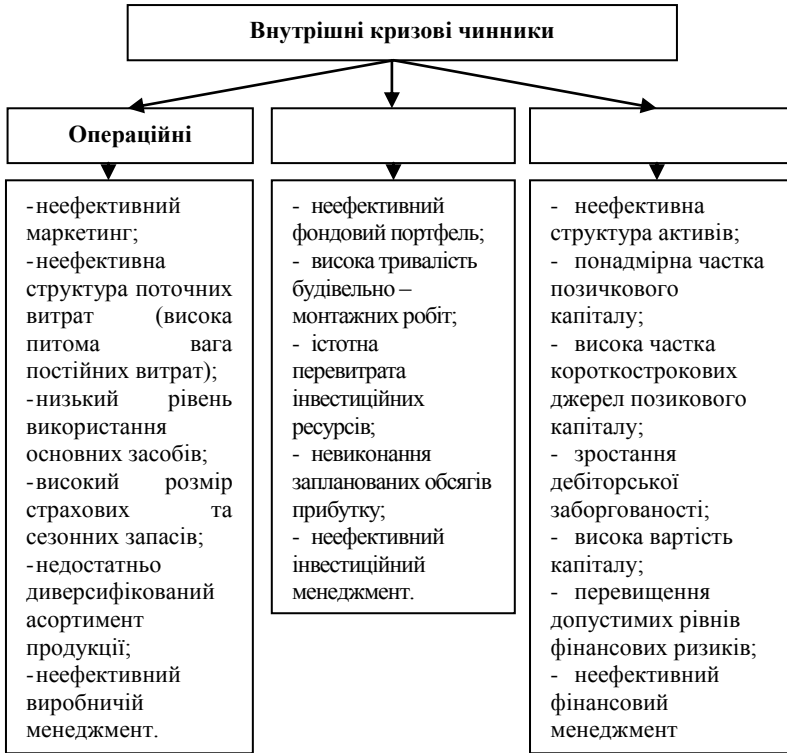 Внутрішні кризові чинники
Операційні
-неефективний
маркетинг;
-неефективна
структура поточних
витрат (висока
питома вага
постійних витрат);
-низький рівень
використання
основних засобів;
-високий розмір
страхових та
сезонних запасів;
-недостатньо
диверсифікований
асортимент
продукції;
-неефективний
виробничій
менеджмент.
- неефективний
фондовий портфель;
- висока тривалість
будівельно –
монтажних робіт;
- істотна
перевитрата
інвестиційних
ресурсів;
- невиконання
запланованих обсягів
прибутку;
- неефективний
інвестиційний
менеджмент.
- неефективна
структура активів;
- понадмірна частка
позичкового
капіталу;
- висока частка
короткострокових
джерел позикового
капіталу;
- зростання
дебіторської
заборгованості;
- висока вартість
капіталу;
- перевищення
допустимих рівнів
фінансових ризиків;
- неефективний
фінансовий
менеджмент